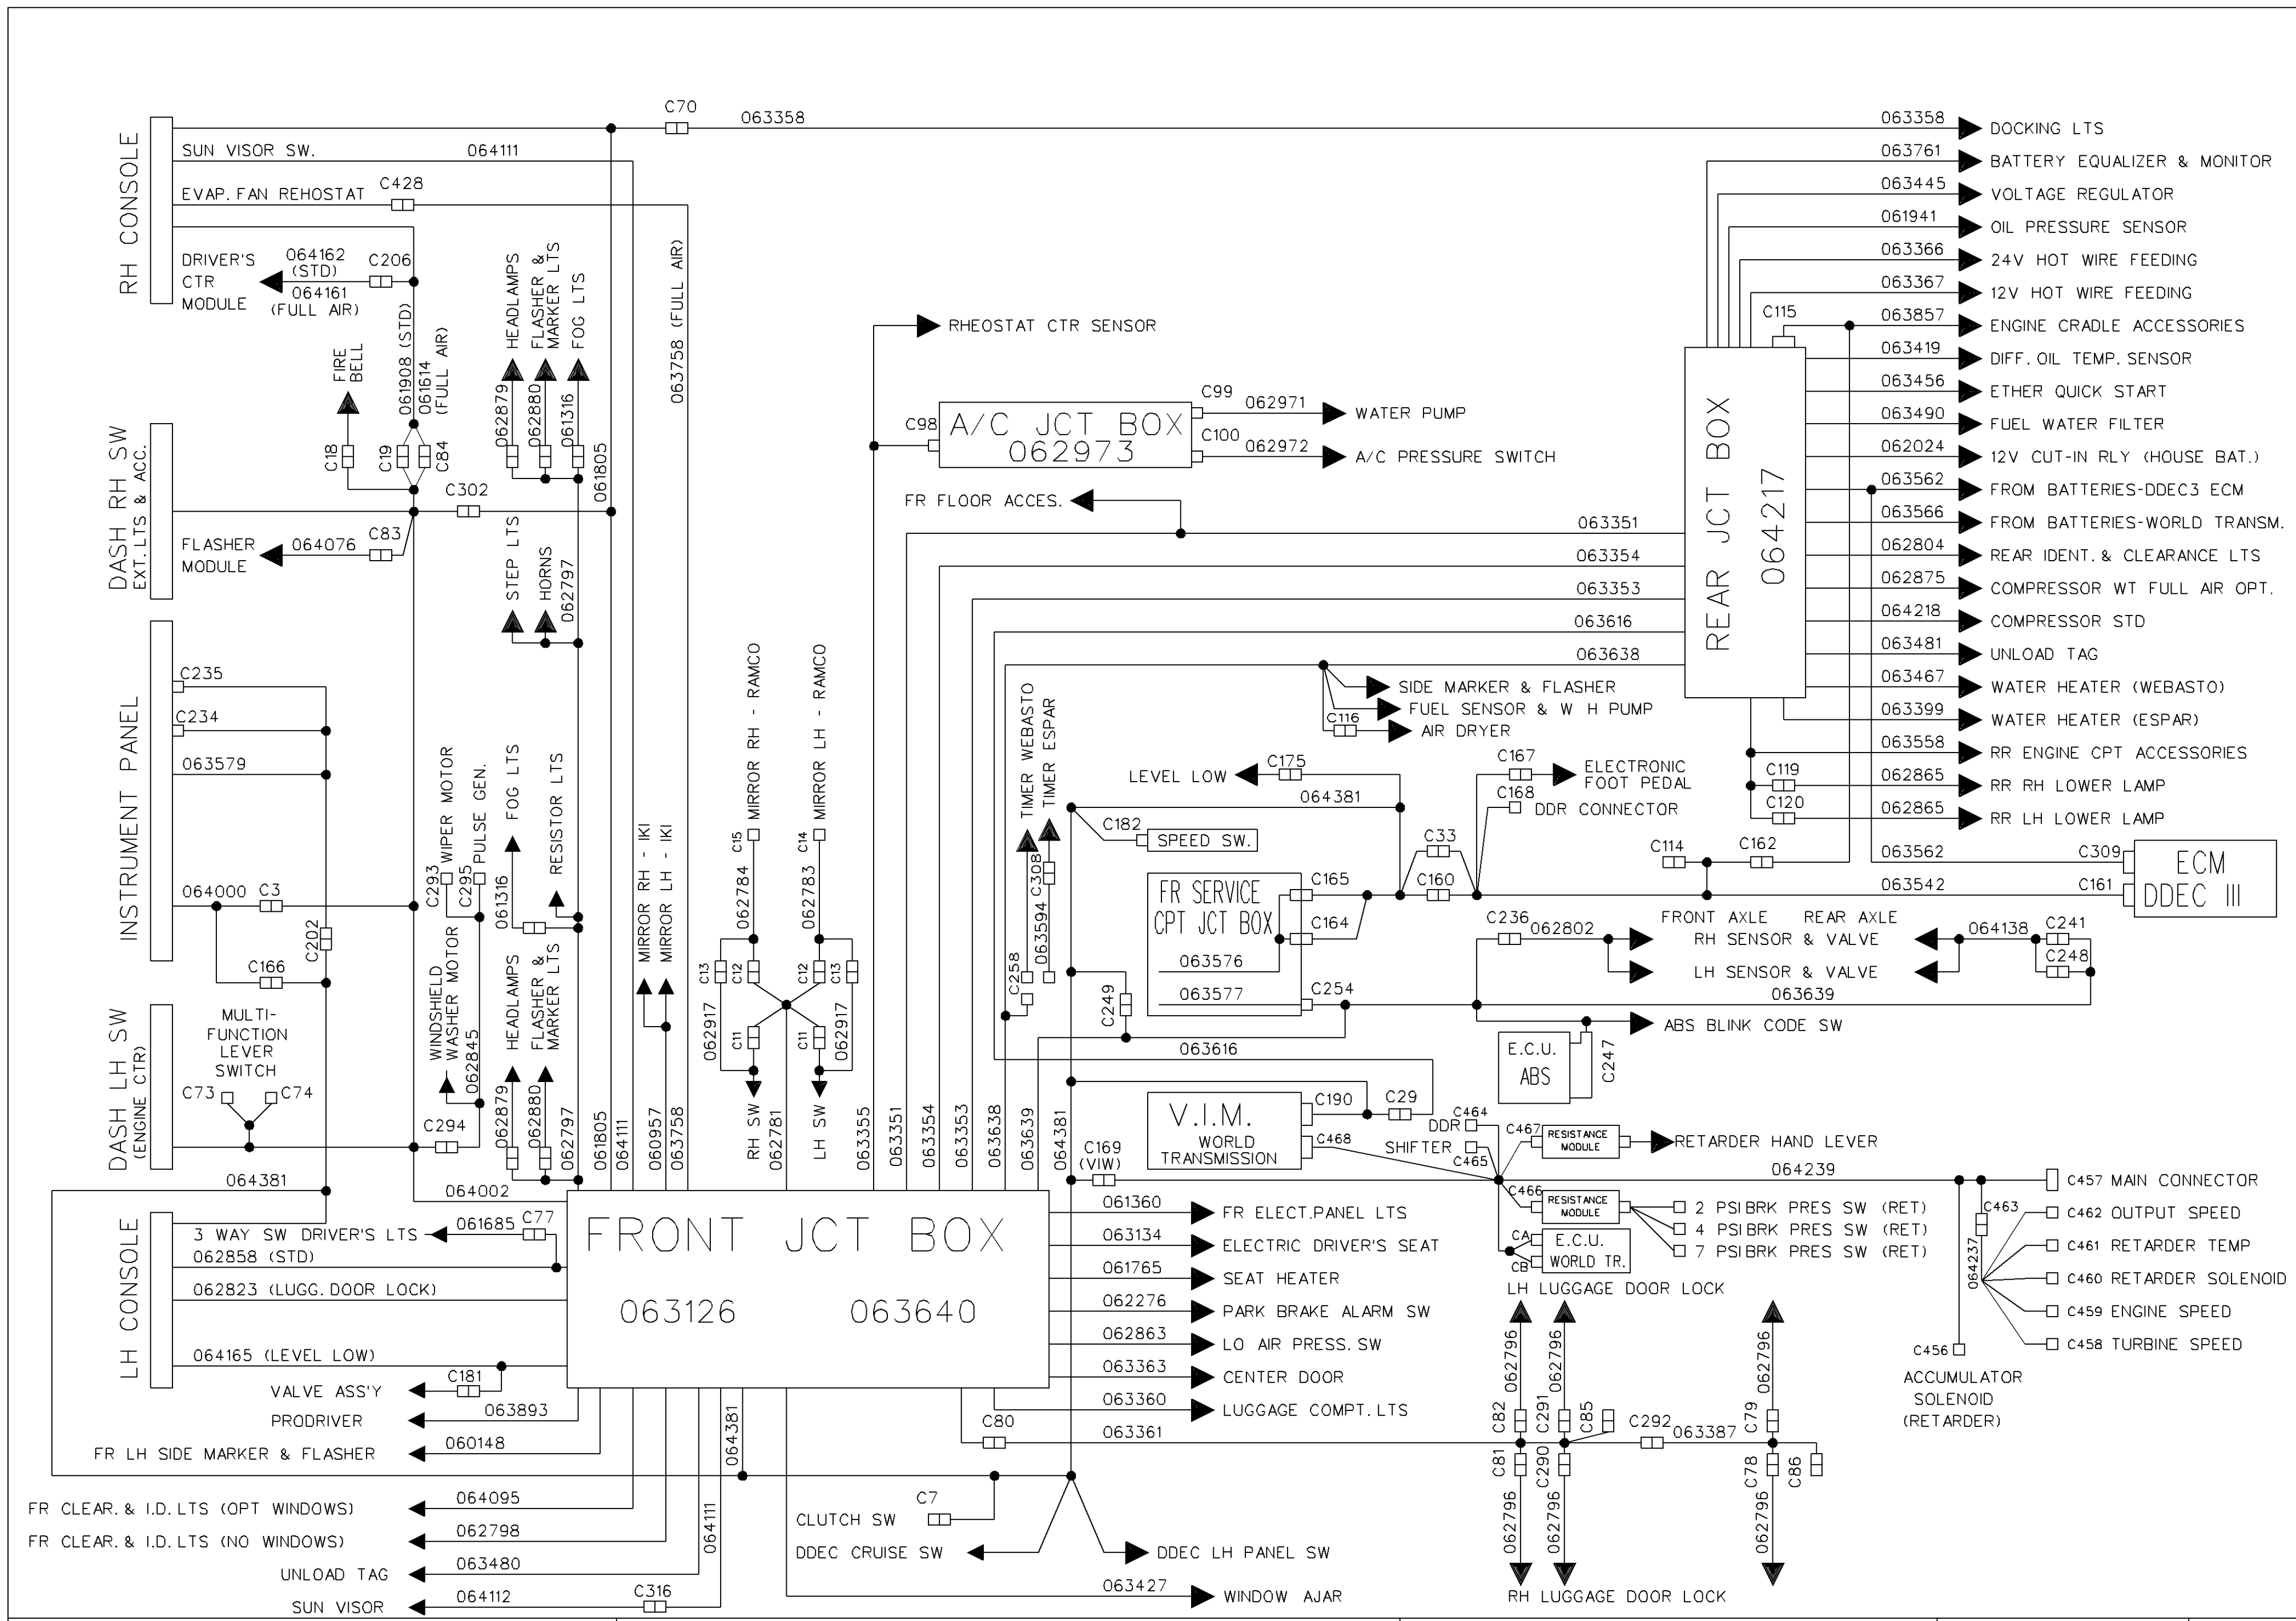 C70
063358
063358
DOCKING LTS
RH CONSOLE
SUN VISOR SW.
064111
063761
BATTERY EQUALIZER & MONITOR
EVAP. FAN REHOSTAT
C428
063445
VOLTAGE REGULATOR
061941
OIL PRESSURE SENSOR
DRIVER'S
CTR
MODULE
064162
(STD)
064161
(FULL AIR)
C206
063366
24V HOT WIRE FEEDING
063367
12V HOT WIRE FEEDING
C115
063857
ENGINE CRADLE ACCESSORIES
063419
DIFF. OIL TEMP. SENSOR
063456
ETHER QUICK START
063490
FUEL WATER FILTER
062024
12V CUT-IN RLY (HOUSE BAT.)
063562
FROM BATTERIES-DDEC3 ECM
063566
FROM BATTERIES-WORLD TRANSM.
062804
REAR IDENT. & CLEARANCE LTS
062875
COMPRESSOR WT FULL AIR OPT.
064218
COMPRESSOR STD
063481
UNLOAD TAG
063467
WATER HEATER (WEBASTO)
063399
WATER HEATER (ESPAR)
063558
RR ENGINE CPT ACCESSORIES
C119
062865
RR RH LOWER LAMP
C120
062865
RR LH LOWER LAMP
REAR JCT BOX
064217
FIRE
BELL
C18
061908 (STD)
061614
(FULL AIR)
C19
C84
HEADLAMPS
062879
FLASHER &
MARKER LTS
062880
FOG LTS
061316
061805
063758 (FULL AIR)
DASH RH SW
EXT. LTS & ACC.
C302
FLASHER
MODULE
064076
C83
STEP LTS
HORNS
062797
RHEOSTAT CTR SENSOR
C98
A/C JCT BOX
062973
C99
062971
WATER PUMP
C100
062972
A/C PRESSURE SWITCH
FR FLOOR ACCES.
063351
063354
063353
063616
063638
SIDE MARKER & FLASHER
FUEL SENSOR & W H PUMP
C116
AIR DRYER
INSTRUMENT PANEL
C235
C234
063579
064000
C3
C202
C166
C293
WIPER MOTOR
C295
PULSE GEN.
WINDSHIELD
WASHER MOTOR
062845
FOG LTS
061316
RESISTOR LTS
HEADLAMPS
062879
FLASHER &
MARKER LTS
062880
062797
061805
064111
MIRROR RH - IKI
MIRROR LH - IKI
060957
063758
C15
MIRROR RH - RAMCO
C14
MIRROR LH - RAMCO
062784
062783
C13
C12
C12
C13
062917
C11
C11
062917
RH SW
062781
LH SW
063355
063351
063354
063353
063638
063639
064381
TIMER WEBASTO
TIMER ESPAR
C308
063594
C258
LEVEL LOW
C175
064381
C182
SPEED SW.
C167
ELECTRONIC
FOOT PEDAL
C168
DDR CONNECTOR
C33
C160
C165
C164
FR SERVICE
CPT JCT BOX
063576
063577
C254
C249
C114
C162
063562
C309
063542
C161
ECM
DDEC III
C236
062802
FRONT AXLE
REAR AXLE
RH SENSOR & VALVE
LH SENSOR & VALVE
064138
C241
C248
063639
ABS BLINK CODE SW
E.C.U.
ABS
C247
063616
V.I.M.
WORLD
TRANSMISSION
C190
C29
C468
C464
DDR
SHIFTER
C465
C467
RESISTANCE
MODULE
RETARDER HAND LEVER
C169
(VIW)
064239
C457 MAIN CONNECTOR
C466
RESISTANCE
MODULE
2 PSI BRK PRES SW (RET)
4 PSI BRK PRES SW (RET)
7 PSI BRK PRES SW (RET)
CA
CB
E.C.U.
WORLD TR.
C463
064237
C462 OUTPUT SPEED
C461 RETARDER TEMP
C460 RETARDER SOLENOID
C459 ENGINE SPEED
C458 TURBINE SPEED
C456
ACCUMULATOR
SOLENOID
(RETARDER)
DASH LH SW
(ENGINE CTR)
MULTI-
FUNCTION
LEVER
SWITCH
C73
C74
C294
064381
064002
LH CONSOLE
3 WAY SW DRIVER'S LTS
061685
C77
062858 (STD)
062823 (LUGG. DOOR LOCK)
064165 (LEVEL LOW)
C181
VALVE ASS'Y
063893
PRODRIVER
060148
FR LH SIDE MARKER & FLASHER
064095
FR CLEAR. & I.D. LTS (OPT WINDOWS)
062798
FR CLEAR. & I.D. LTS (NO WINDOWS)
063480
UNLOAD TAG
064112
C316
SUN VISOR
FRONT JCT BOX
063126
063640
061360
FR ELECT. PANEL LTS
063134
ELECTRIC DRIVER'S SEAT
061765
SEAT HEATER
062276
PARK BRAKE ALARM SW
062863
LO AIR PRESS. SW
063363
CENTER DOOR
063360
LUGGAGE COMPT. LTS
C80
063361
064381
064111
C7
CLUTCH SW
DDEC CRUISE SW
DDEC LH PANEL SW
063427
WINDOW AJAR
LH LUGGAGE DOOR LOCK
062796
062796
062796
C82
C291
C85
C292
063387
C79
C81
C290
C78
C86
062796
062796
062796
RH LUGGAGE DOOR LOCK